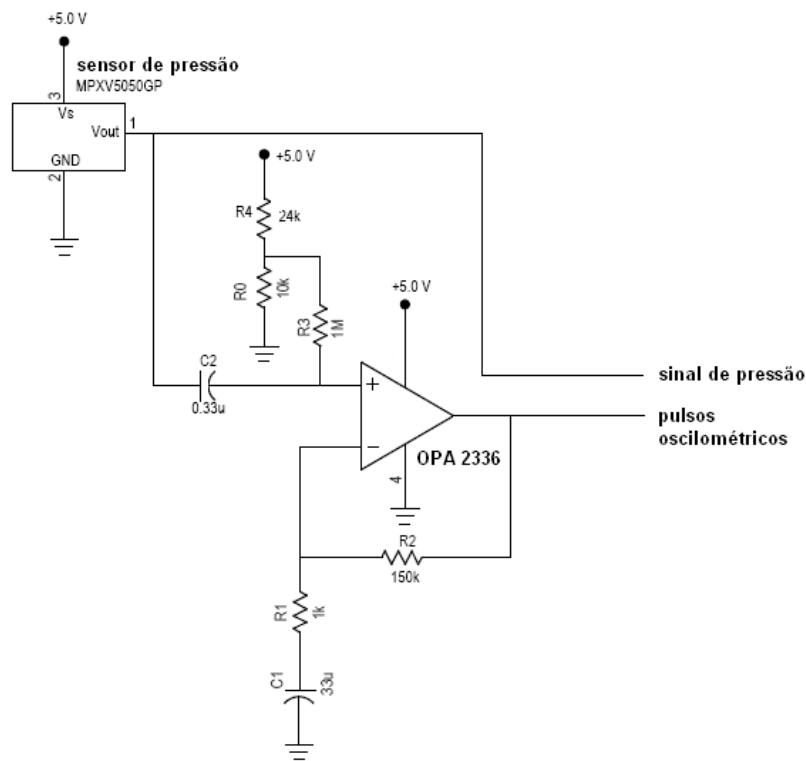 +5.0 V
sensor de pressão
MPXV5050GP
3
Vs
Vout
1
GND
2
+5.0 V
R4
24k
R0
10k
R3
1M
+5.0 V
C2
0.33u
+
−
OPA 2336
4
sinal de pressão
pulsos
oscilométricos
R2
150k
R1
1k
C1
33u